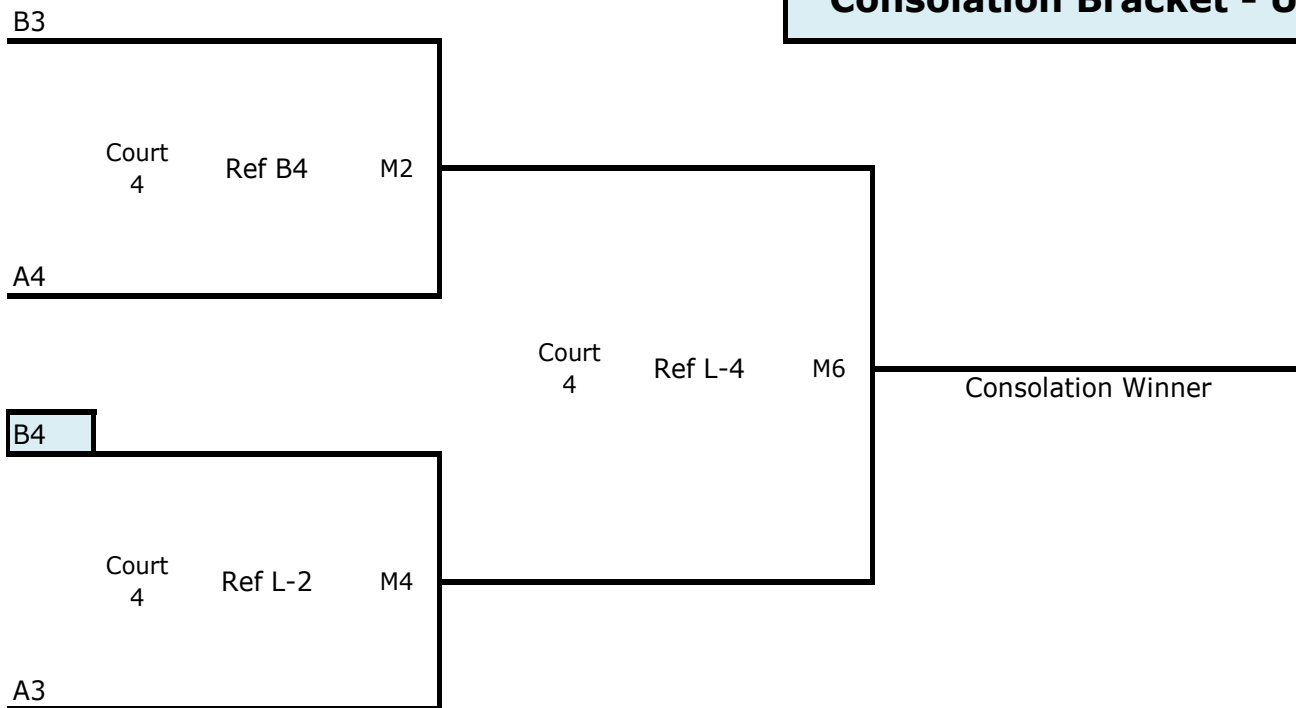 Consolation Bracket -
B3
Court
4
Ref B4
M2
A4
Court
4
Ref L-4
M6
Consolation Winner
B4
Court
4
Ref L-2
M4
A3